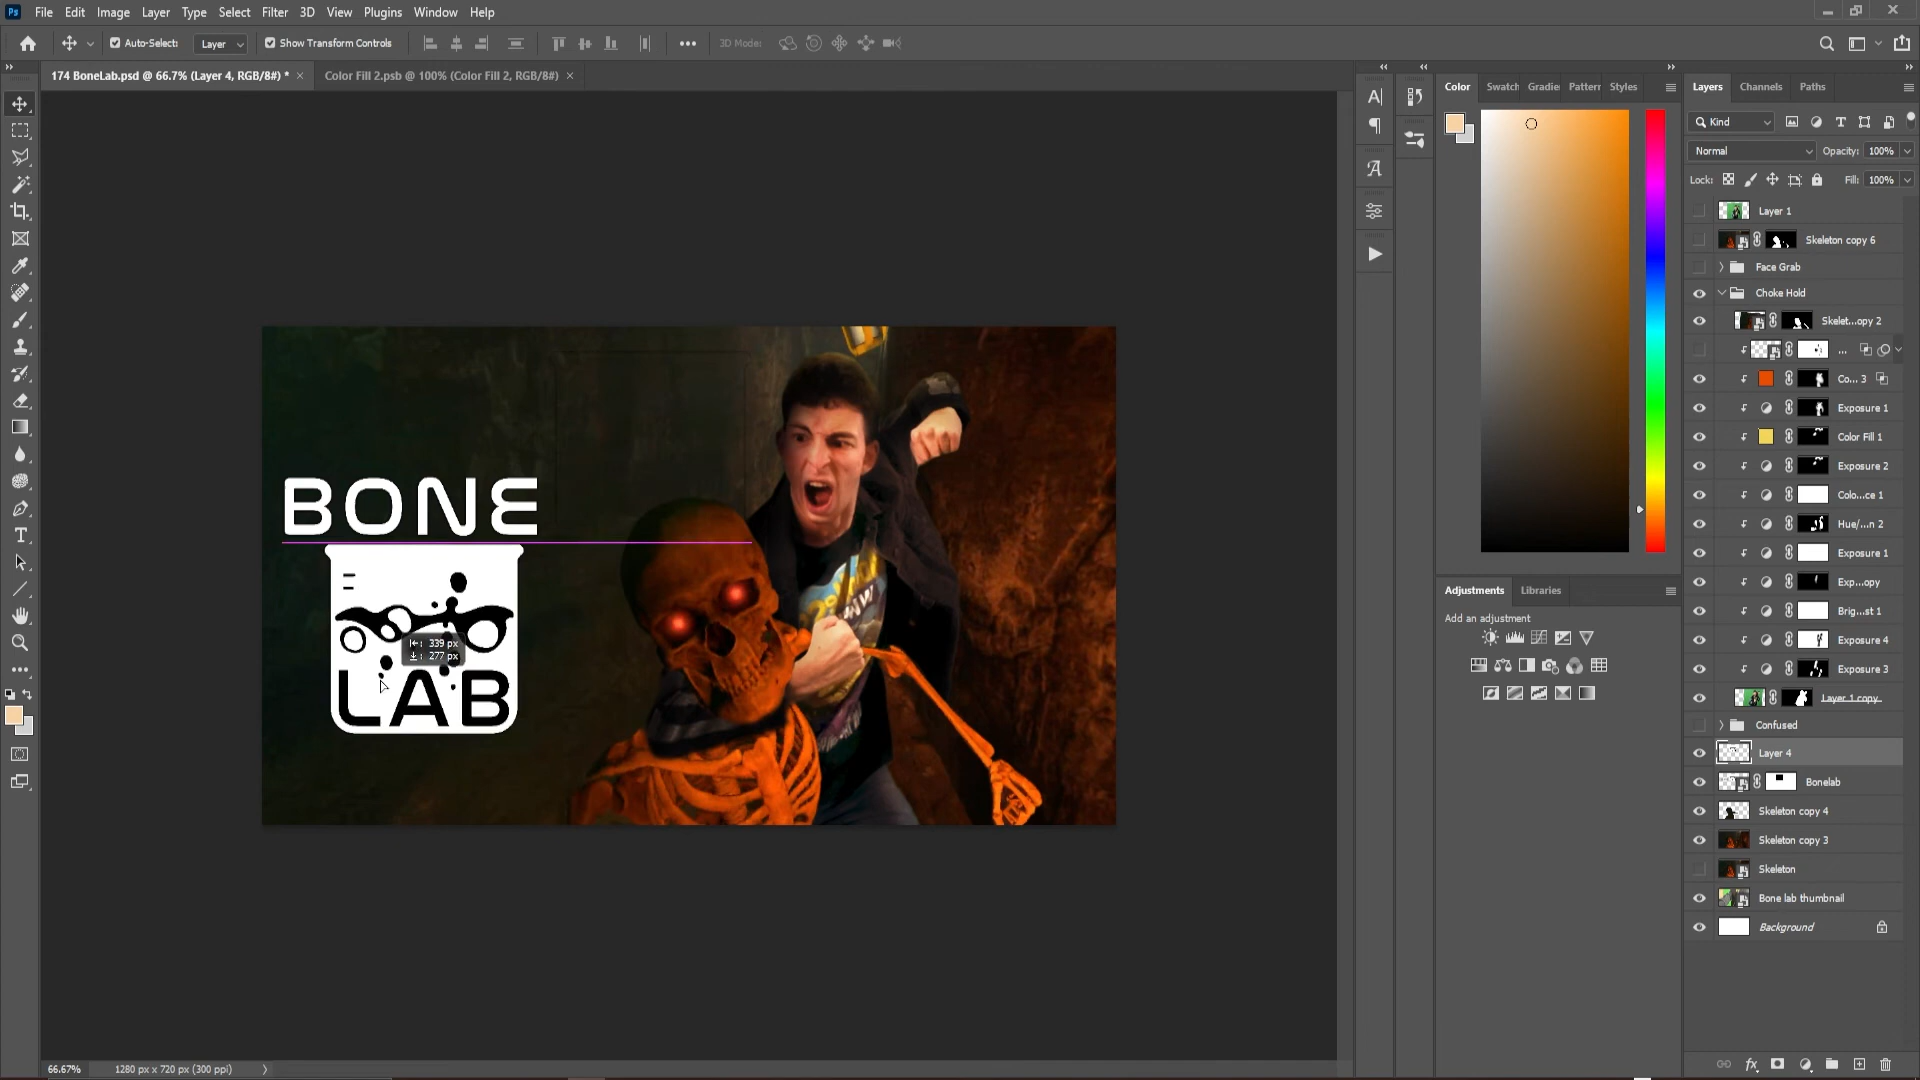 Ps File Edit Image Layer Type Select Filter 3D View Plugins Window Help
Auto-Select: Layer Show Transform Controls 3D Mode:
174 BoneLab.psd @ 66.7% (Layer 4, RGB/8#) * × Color Fill 2.psb @ 100% (Color Fill 2, RGB/8#) ×
BONE
LAB
339 px
277 px
Color Swatch Gradie Pattern Styles
Adjustments Libraries
Add an adjustment
Layers Channels Paths
Kind
Normal Opacity: 100%
Lock: Fill: 100%
Layer 1
Skeleton copy 6
Face Grab
Choke Hold
Skelet...opy 2
...
Co... 3
Exposure 1
Color Fill 1
Exposure 2
Colo...ce 1
Hue/...n 2
Exposure 1
Exp...opy
Brig...st 1
Exposure 4
Exposure 3
Layer 1 copy
Confused
Layer 4
Bonelab
Skeleton copy 4
Skeleton copy 3
Skeleton
Bone lab thumbnail
Background
66.67% 1280 px x 720 px (300 ppi)